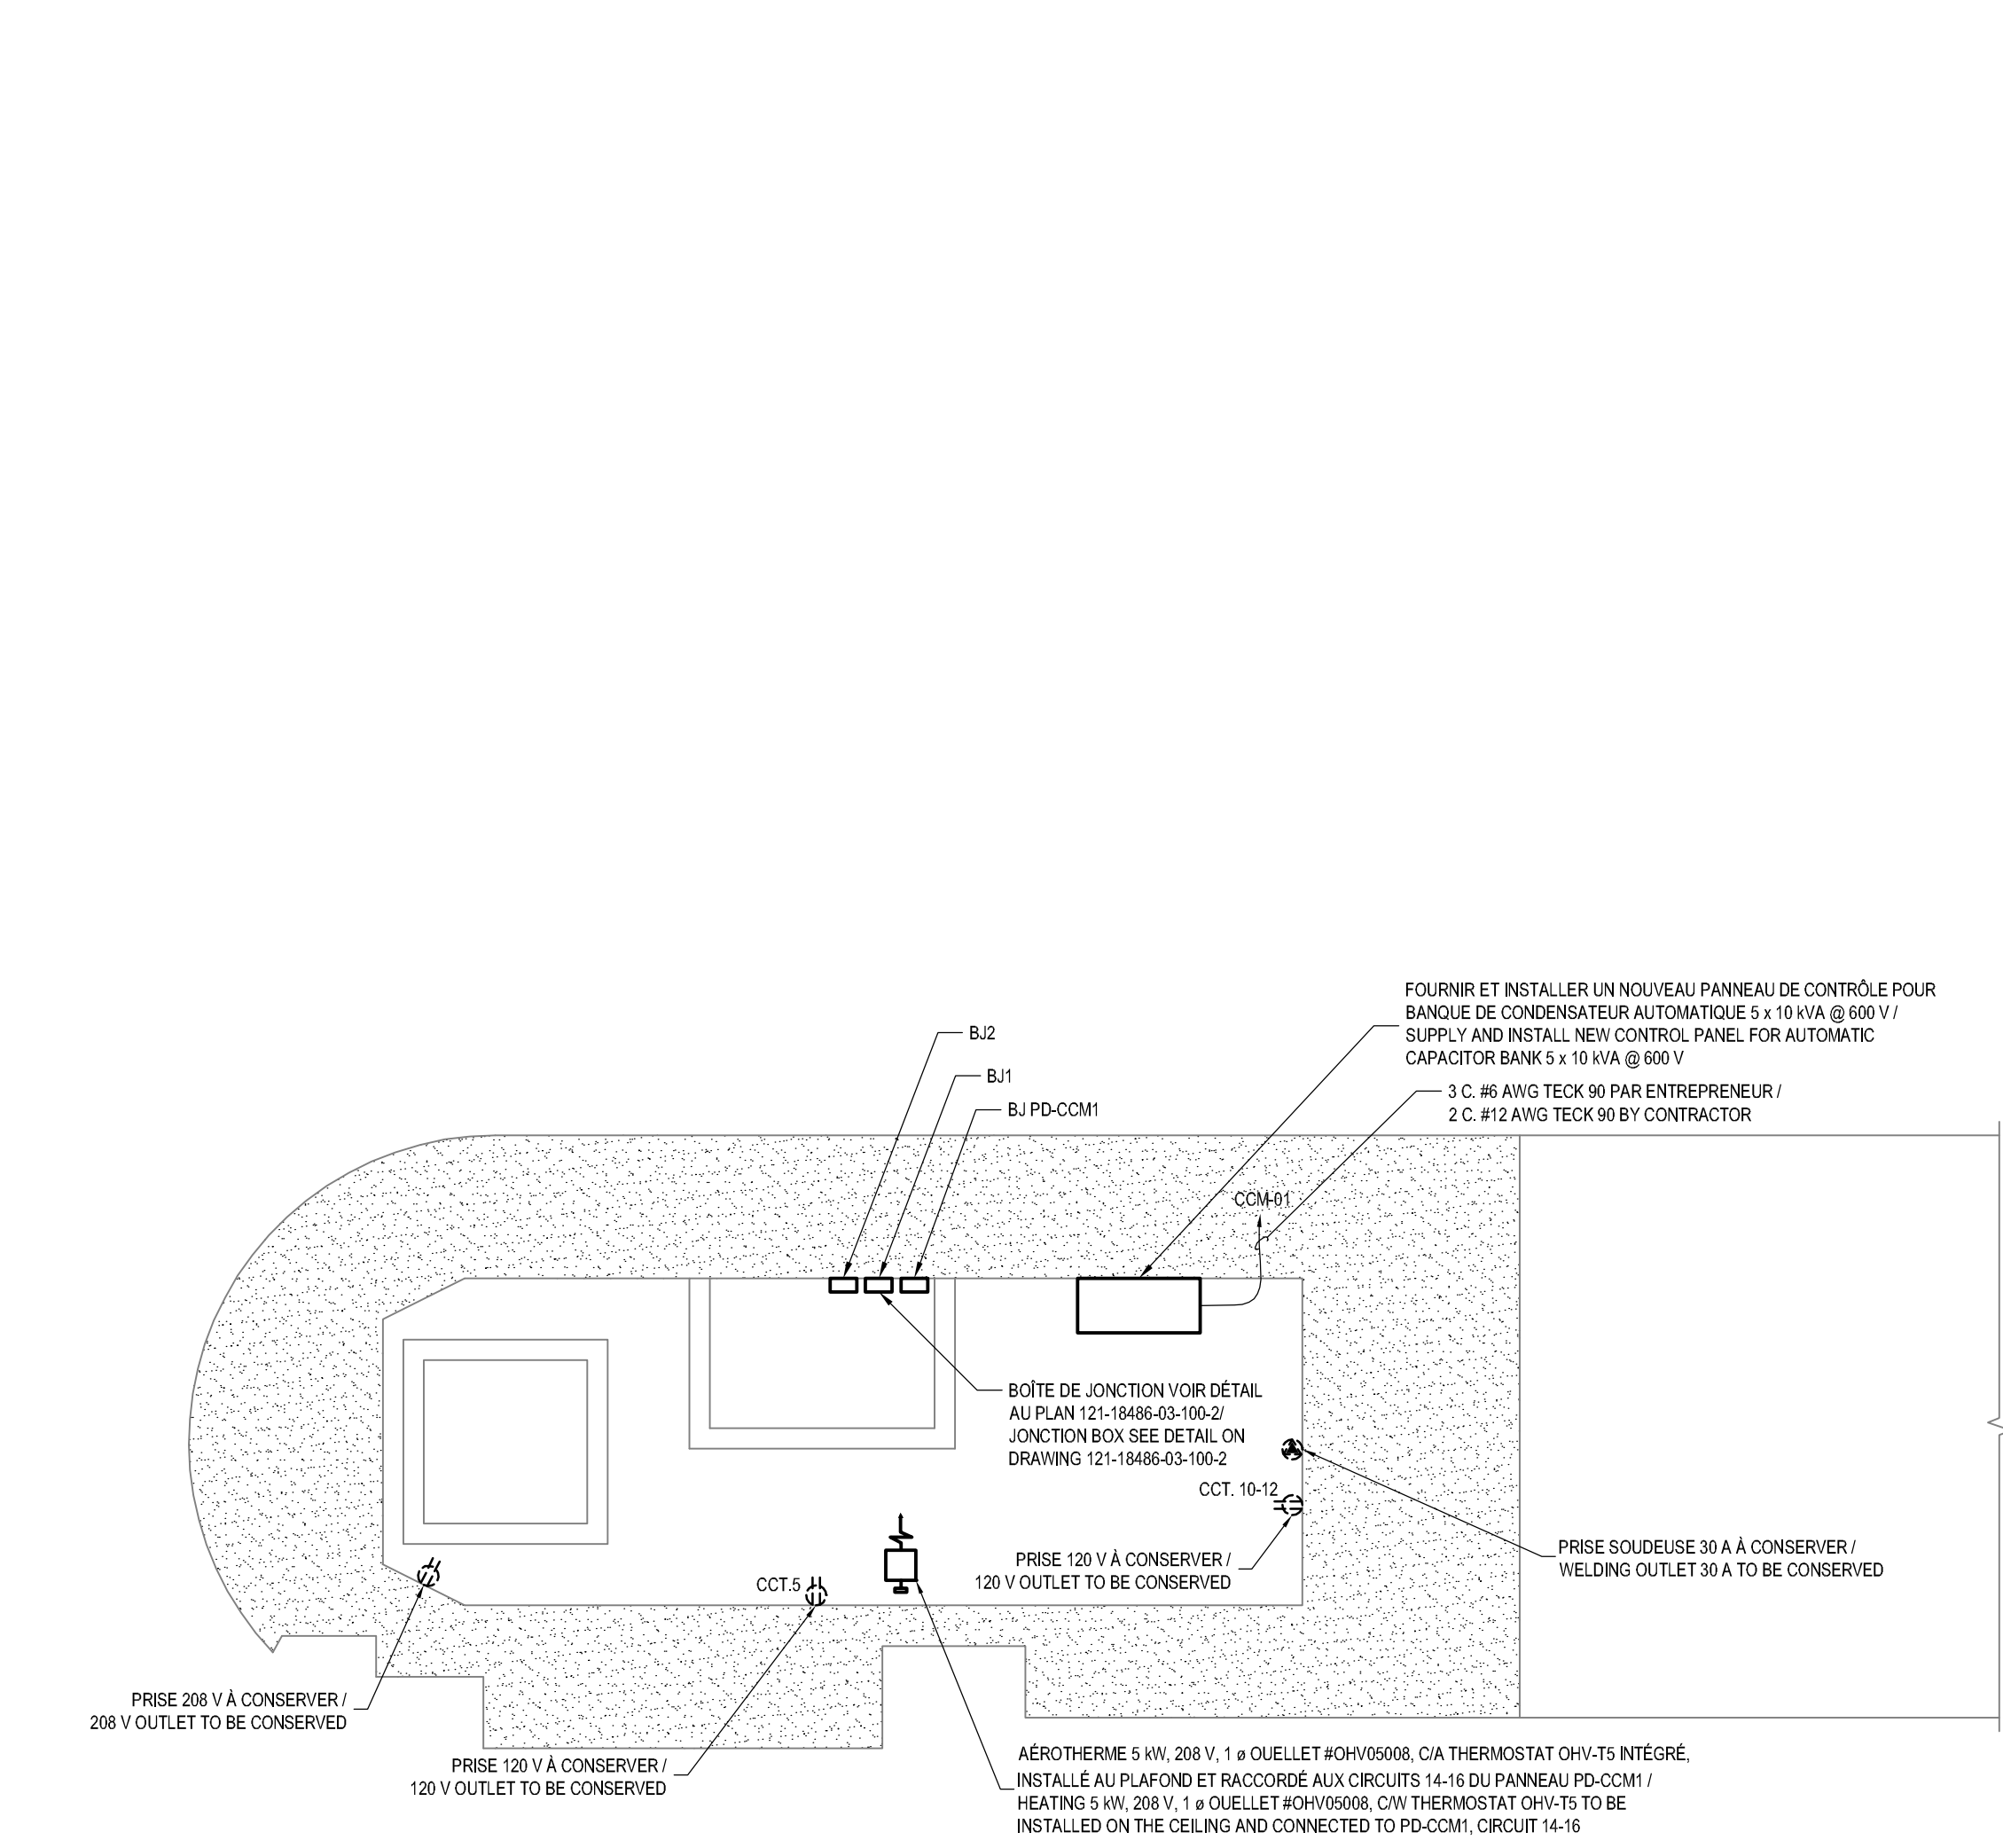 FOURNIR ET INSTALLER UN NOUVEAU PANNEAU DE CONTRÔLE POUR
BANQUE DE CONDENSATEUR AUTOMATIQUE 5 x 10 kVA @ 600 V /
SUPPLY AND INSTALL NEW CONTROL PANEL FOR AUTOMATIC
CAPACITOR BANK 5 x 10 kVA @ 600 V
BJ2
BJ1
BJ PD-CCM1
3 C. #6 AWG TECK 90 PAR ENTREPRENEUR /
2 C. #12 AWG TECK 90 BY CONTRACTOR
CCM-01
BOÎTE DE JONCTION VOIR DÉTAIL
AU PLAN 121-18486-03-100-2/
JONCTION BOX SEE DETAIL ON
DRAWING 121-18486-03-100-2
CCT. 10-12
PRISE 120 V À CONSERVER /
120 V OUTLET TO BE CONSERVED
PRISE SOUDEUSE 30 A À CONSERVER /
WELDING OUTLET 30 A TO BE CONSERVED
CCT.5
PRISE 208 V À CONSERVER /
208 V OUTLET TO BE CONSERVED
PRISE 120 V À CONSERVER /
120 V OUTLET TO BE CONSERVED
AÉROTHERME 5 kW, 208 V, 1 ø OUELLET #OHV05008, C/A THERMOSTAT OHV-T5 INTÉGRÉ,
INSTALLÉ AU PLAFOND ET RACCORDÉ AUX CIRCUITS 14-16 DU PANNEAU PD-CCM1 /
HEATING 5 kW, 208 V, 1 ø OUELLET #OHV05008, C/W THERMOSTAT OHV-T5 TO BE
INSTALLED ON THE CEILING AND CONNECTED TO PD-CCM1, CIRCUIT 14-16